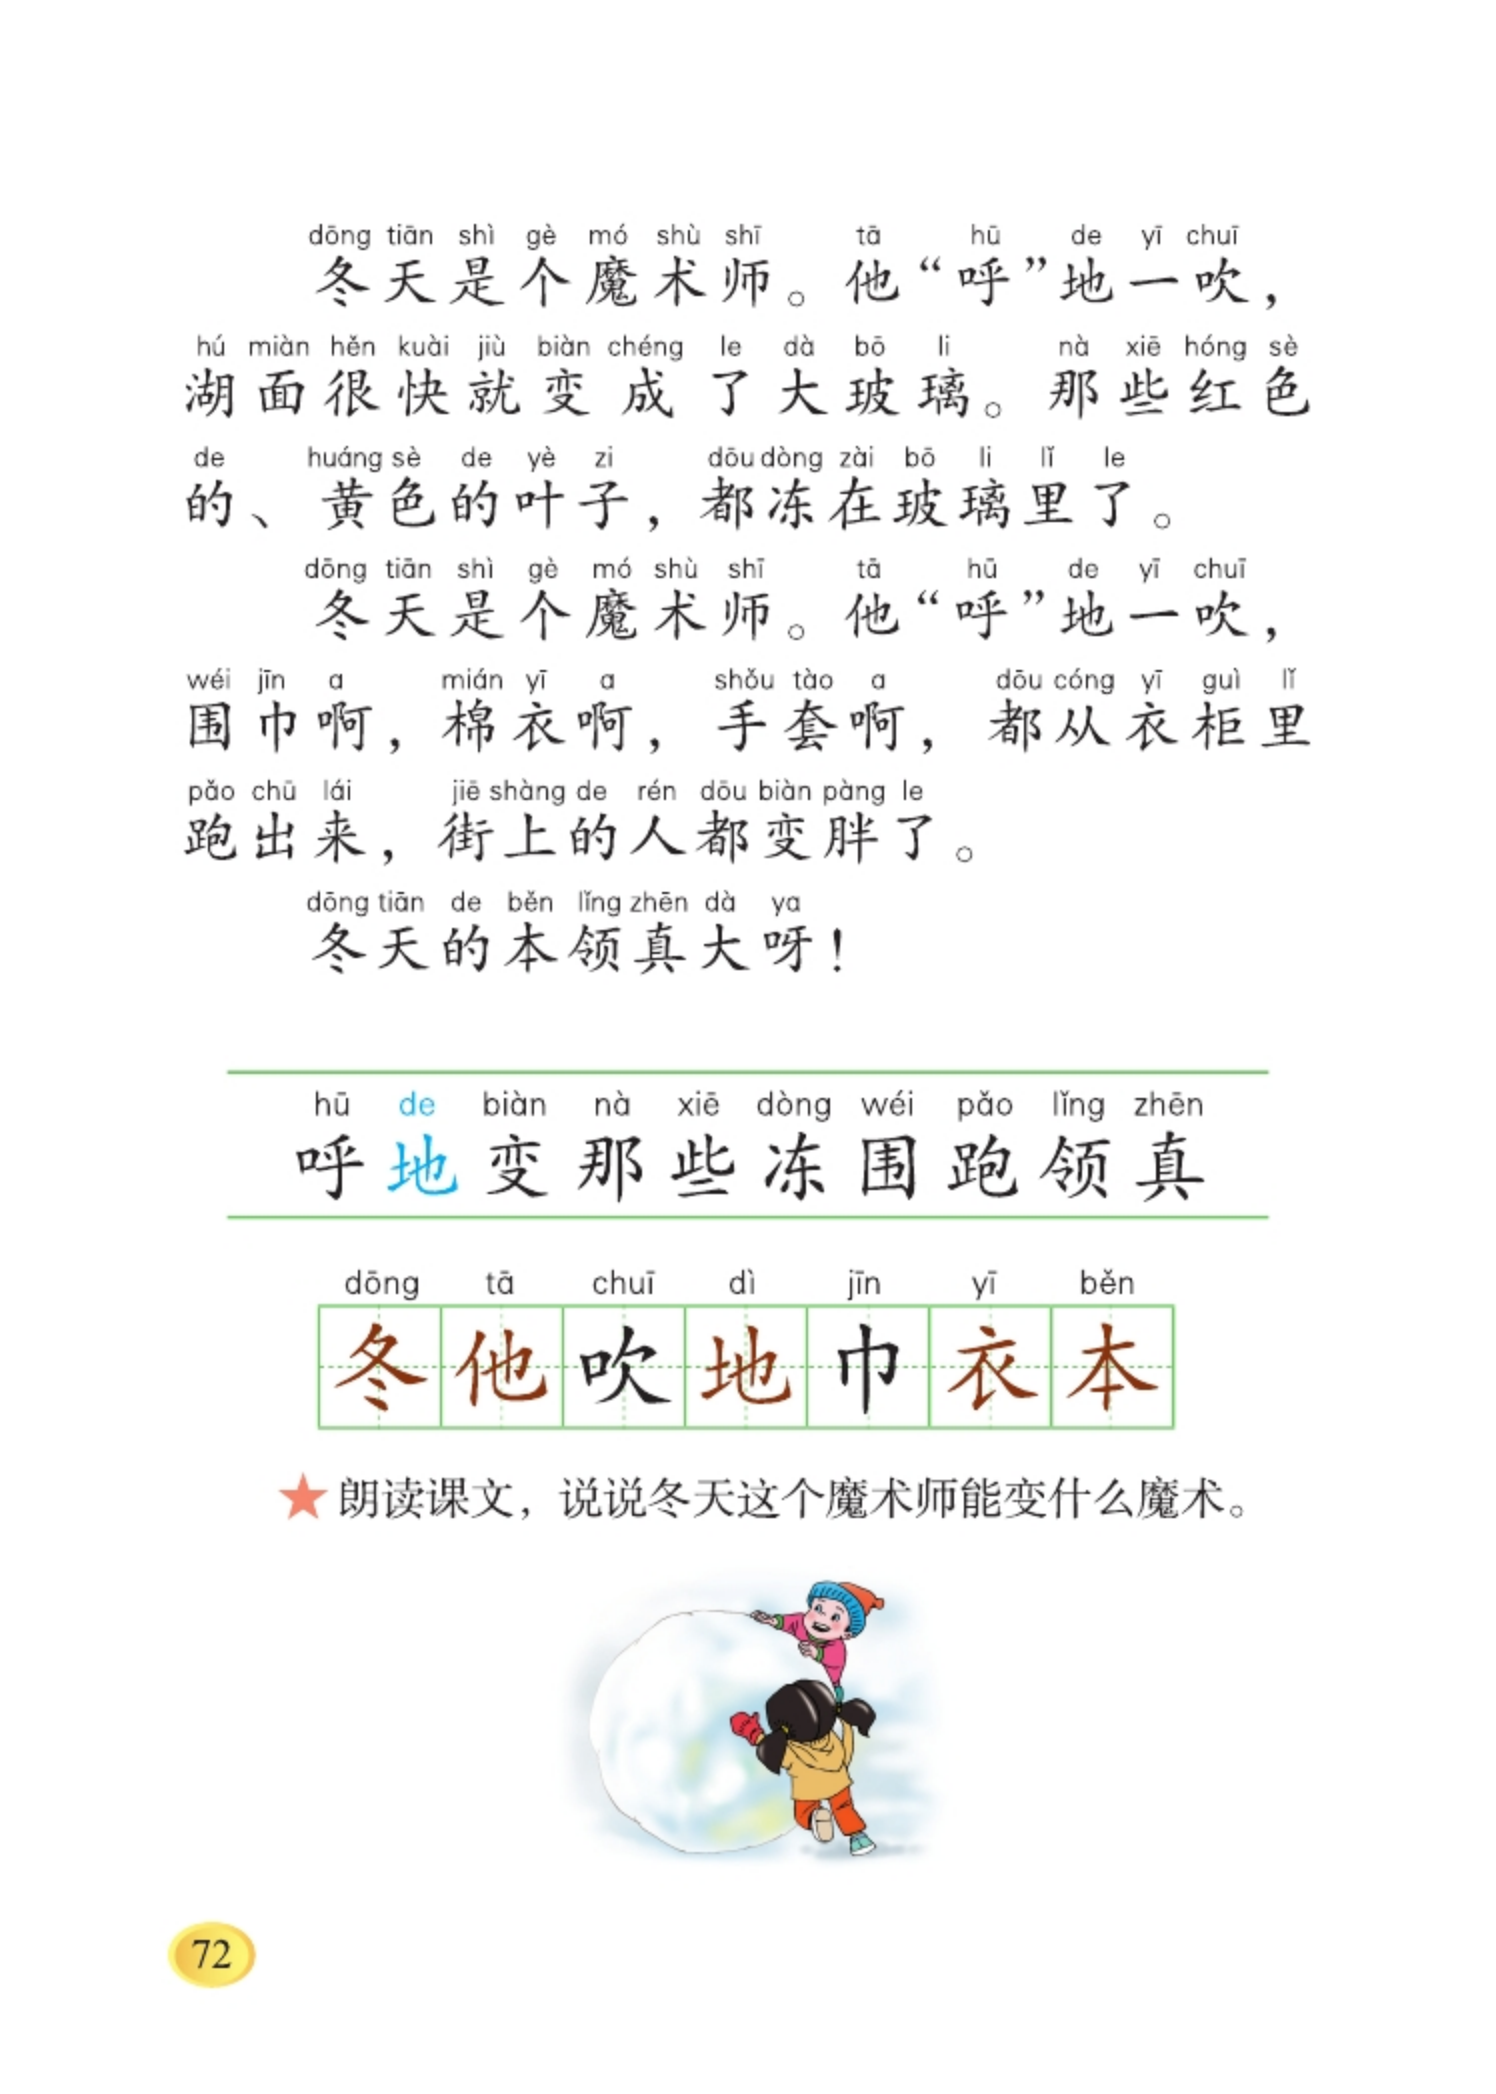 dōng tiān shì gè mó shù shī tā hū de yī chuī
冬天是个魔术师。他“呼”地一吹，
hú miàn hěn kuài jiù biàn chéng le dà bō li nà xiē hóng sè
湖面很快就变成了大玻璃。那些红色
de huáng sè de yè zi dōu dòng zài bō li lǐ le
的、黄色的叶子，都冻在玻璃里了。
dōng tiān shì gè mó shù shī tā hū de yī chuī
冬天是个魔术师。他“呼”地一吹，
wéi jīn a mián yī a shǒu tào a dōu cóng yī guì lǐ
围巾啊，棉衣啊，手套啊，都从衣柜里
pǎo chū lái jiē shàng de rén dōu biàn pàng le
跑出来，街上的人都变胖了。
dōng tiān de běn lǐng zhēn dà ya
冬天的本领真大呀！
hū de biàn nà xiē dòng wéi pǎo lǐng zhēn
呼地变那些冻围跑领真
dōng tā chuī dì jīn yī běn
冬他吹地巾衣本
★朗读课文，说说冬天这个魔术师能变什么魔术。
72